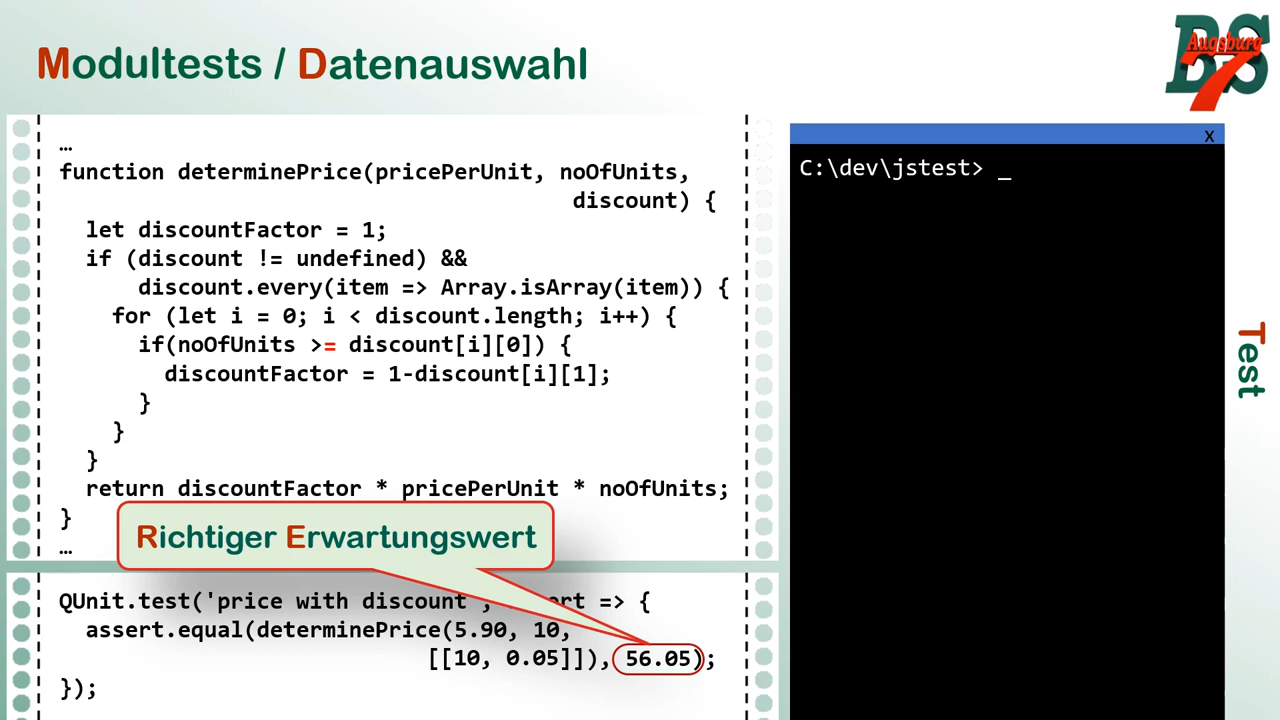 Modultests / Datenauswahl
BS
Augsburg
7
…
function determinePrice(pricePerUnit, noOfUnits,
discount) {
let discountFactor = 1;
if (discount != undefined) &&
discount.every(item => Array.isArray(item)) {
for (let i = 0; i < discount.length; i++) {
if(noOfUnits >= discount[i][0]) {
discountFactor = 1-discount[i][1];
}
}
}
return discountFactor * pricePerUnit * noOfUnits;
}
…
Richtiger Erwartungswert
QUnit.test('price with discount', => {
assert.equal(determinePrice(5.90, 10,
[[10, 0.05]]), 56.05);
});
x
C:\dev\jstest> _
Test